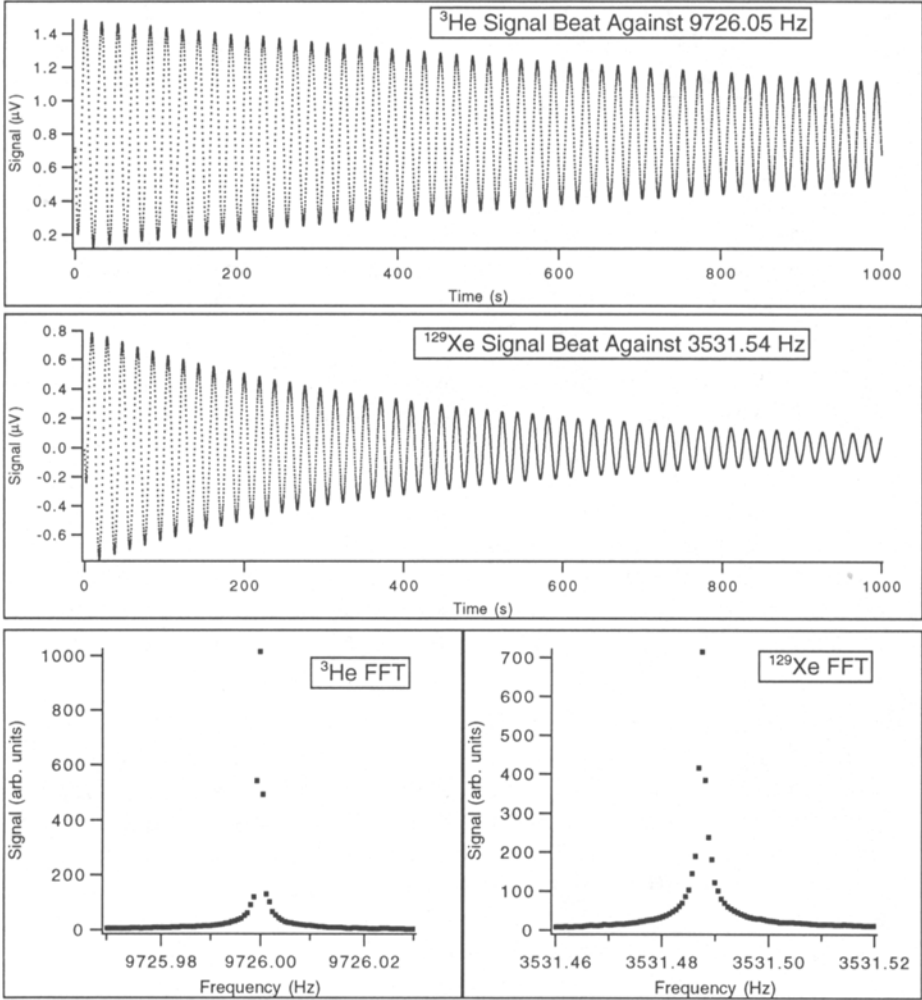 ³He Signal Beat Against 9726.05 Hz
1.4
1.2
1.0
0.8
0.6
0.4
0.2
Signal (µV)
0 200 400 600 800 1000
Time (s)
¹²⁹Xe Signal Beat Against 3531.54 Hz
0.8
0.6
0.4
0.2
0.0
-0.2
-0.4
-0.6
Signal (µV)
0 200 400 600 800 1000
Time (s)
³He FFT
1000
800
600
400
200
0
Signal (arb. units)
9725.98 9726.00 9726.02
Frequency (Hz)
¹²⁹Xe FFT
700
600
500
400
300
200
100
0
Signal (arb. units)
3531.46 3531.48 3531.50 3531.52
Frequency (Hz)